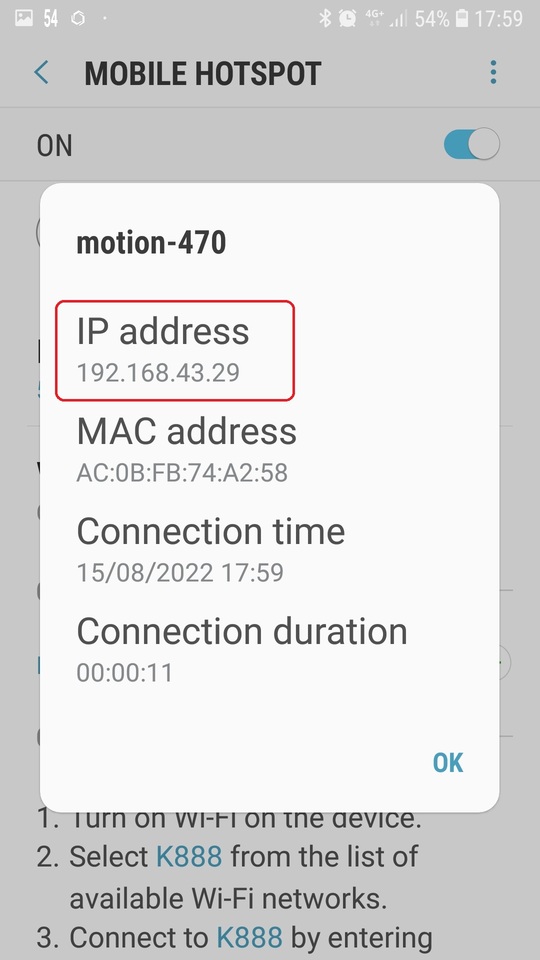 54 4G+ 54% 17:59
MOBILE HOTSPOT
ON
motion-470
IP address
192.168.43.29
MAC address
AC:0B:FB:74:A2:58
Connection time
15/08/2022 17:59
Connection duration
00:00:11
OK
1. Turn on Wi-Fi on the device.
2. Select K888 from the list of
available Wi-Fi networks.
3. Connect to K888 by entering